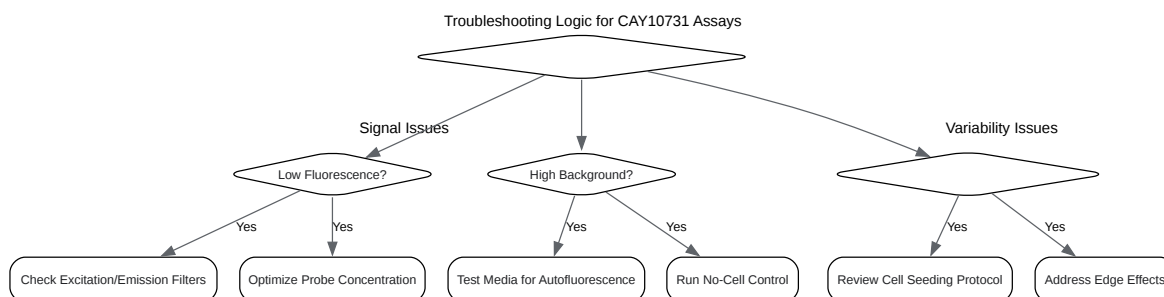 Troubleshooting Logic for CAY10731 Assays
Signal Issues
Variability Issues
Low Fluorescence?
High Background?
Yes
Yes
Yes
Yes
Yes
Yes
Check Excitation/Emission Filters
Optimize Probe Concentration
Test Media for Autofluorescence
Run No-Cell Control
Review Cell Seeding Protocol
Address Edge Effects